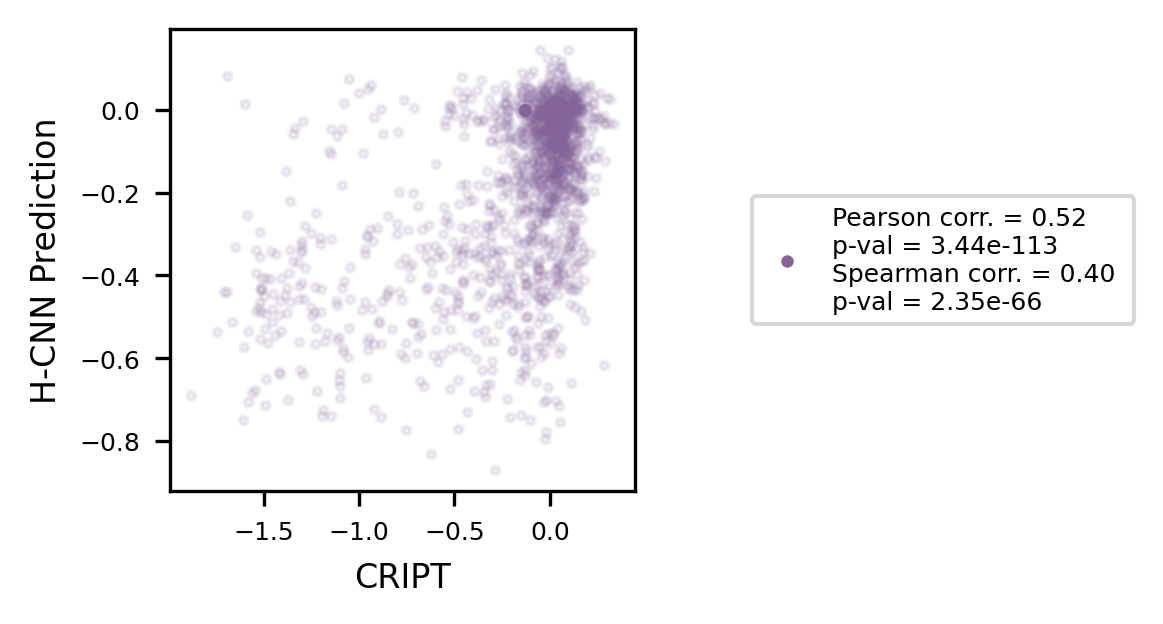 H-CNN Prediction
0.0
−0.2
−0.4
−0.6
−0.8
−1.5 −1.0 −0.5 0.0
CRIPT
Pearson corr. = 0.52
p-val = 3.44e-113
Spearman corr. = 0.40
p-val = 2.35e-66